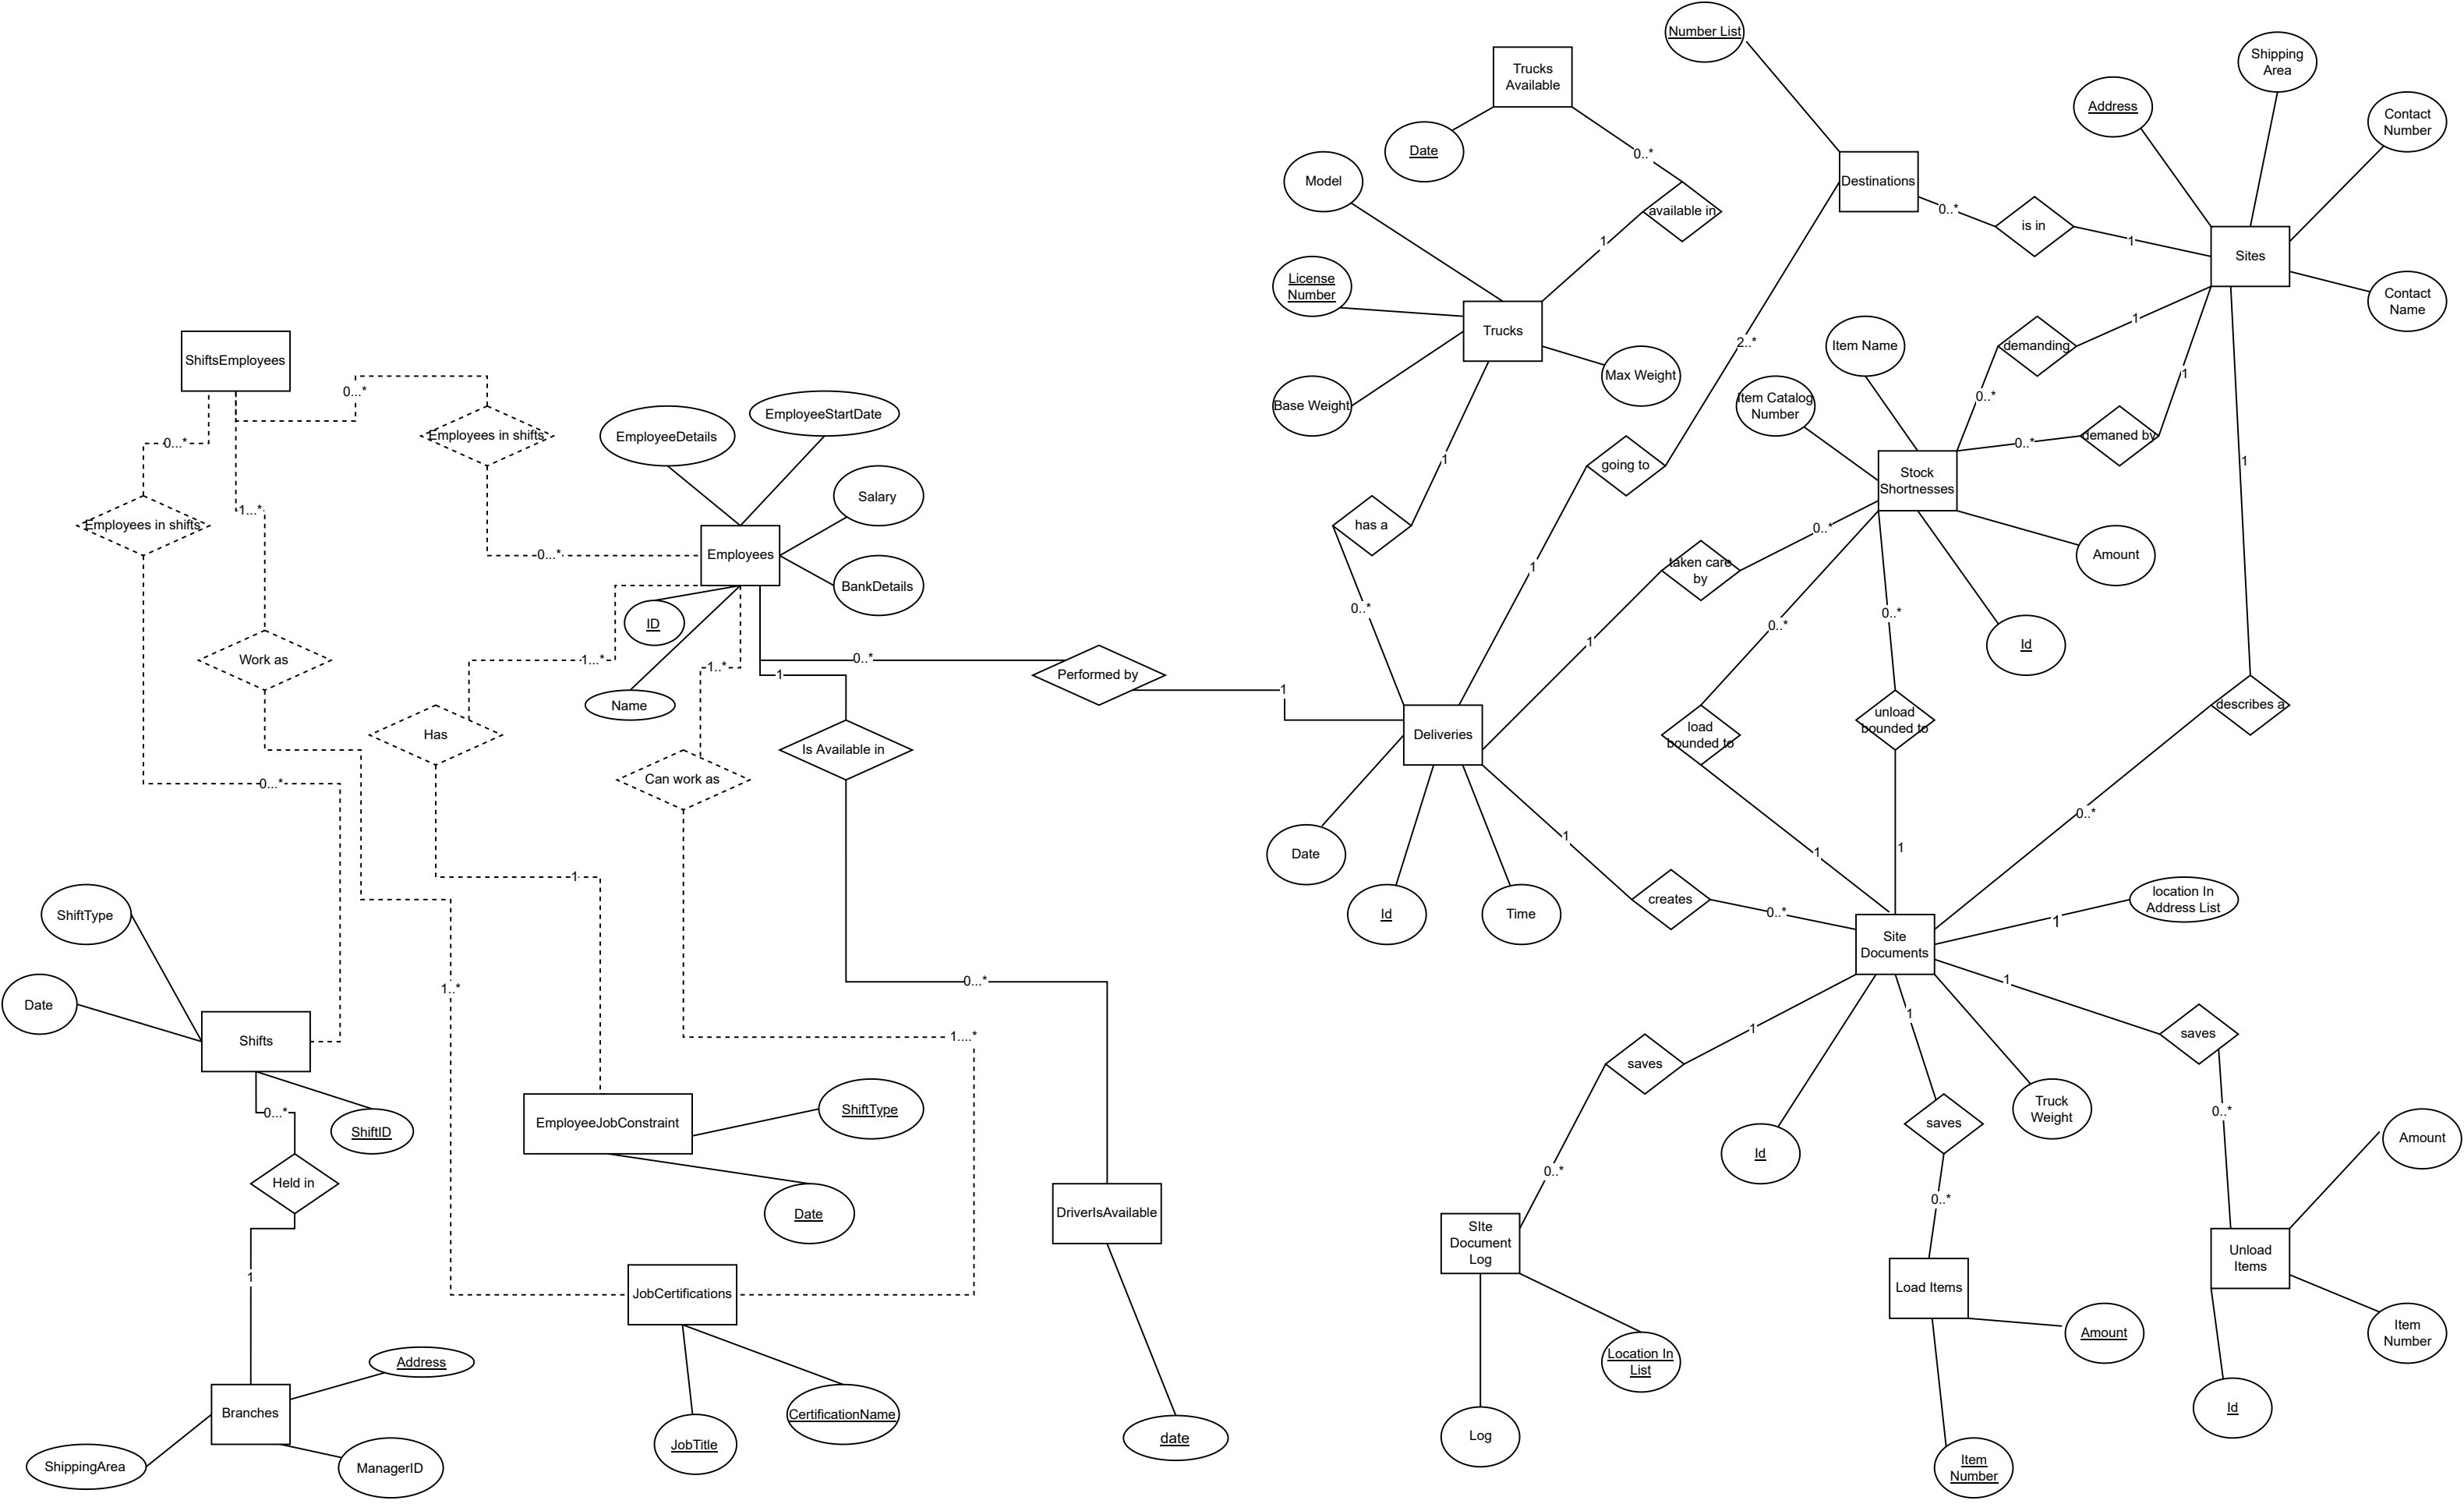 Number List
Trucks
Available
Shipping
Area
Address
Contact
Number
Date
0..*
Model
Destinations
available in
0..*
is in
1
1
Sites
License
Number
Contact
Name
Trucks
demanding
1
Item Name
2..*
ShiftsEmployees
0...*
Max Weight
1
0..*
Base Weight
Item Catalog
Number
EmployeeStartDate
EmployeeDetails
Employees in shifts
0...*
demaned by
0..*
1
1
going to
Stock
Shortnesses
Salary
1...*
Employees in shifts
has a
0..*
Employees
0...*
Amount
1
taken care
by
BankDetails
0..*
0..*
ID
0..*
1
Id
Work as
1...*
1..*
0..*
1
Performed by
1
Name
describes a
unload
bounded to
load
bounded to
Has
Deliveries
Is Available in
Can work as
0...*
0..*
1
1
1
Date
1
location In
Address List
creates
0..*
ShiftType
Id
Time
1
Site
Documents
1..*
0...*
1
Date
1
1
saves
Shifts
1....*
saves
ShiftType
Truck
Weight
0...*
0..*
EmployeeJobConstraint
saves
ShiftID
Id
Amount
0..*
Held in
0..*
Date
DriverIsAvailable
SIte
Document
Log
Unload
Items
1
JobCertifications
Load Items
Amount
Item
Number
Address
Location In
List
Branches
CertificationName
Id
JobTitle
date
Log
ShippingArea
ManagerID
Item
Number